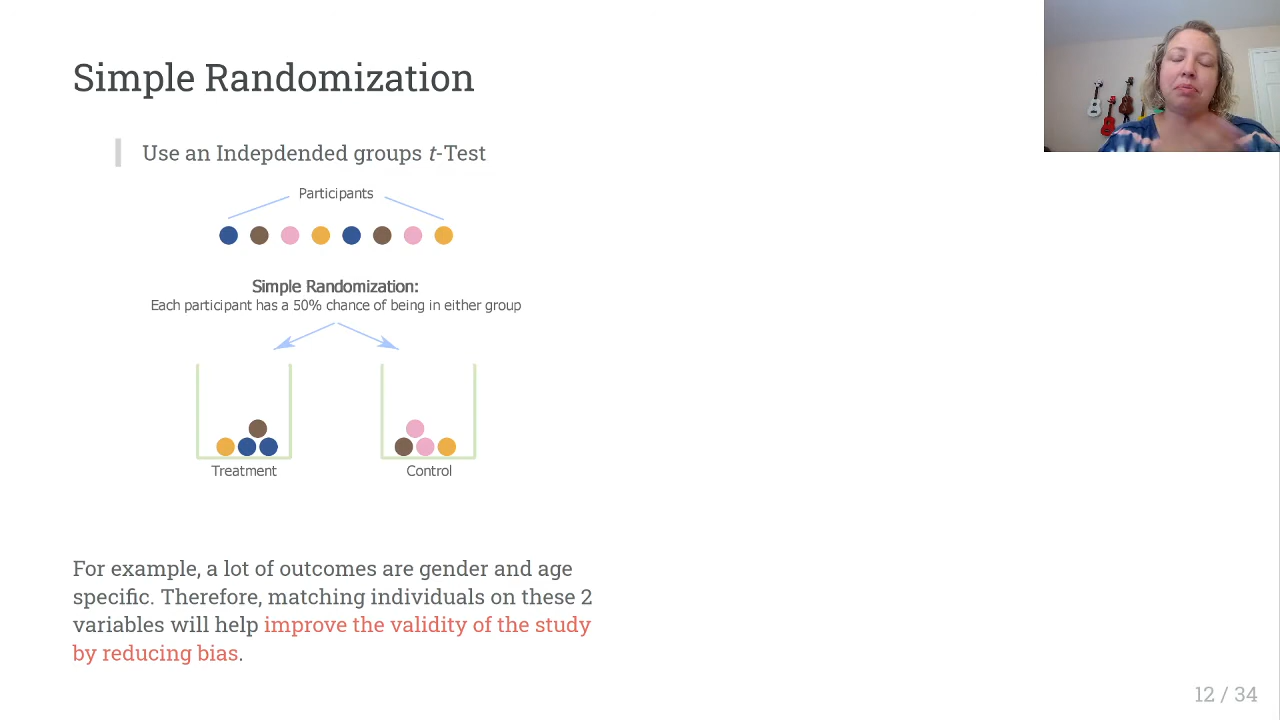 Simple Randomization
Use an Indepdended groups t-Test
Participants
Simple Randomization:
Each participant has a 50% chance of being in either group
Treatment
Control
For example, a lot of outcomes are gender and age
specific. Therefore, matching individuals on these 2
variables will help improve the validity of the study
by reducing bias.
12 / 34